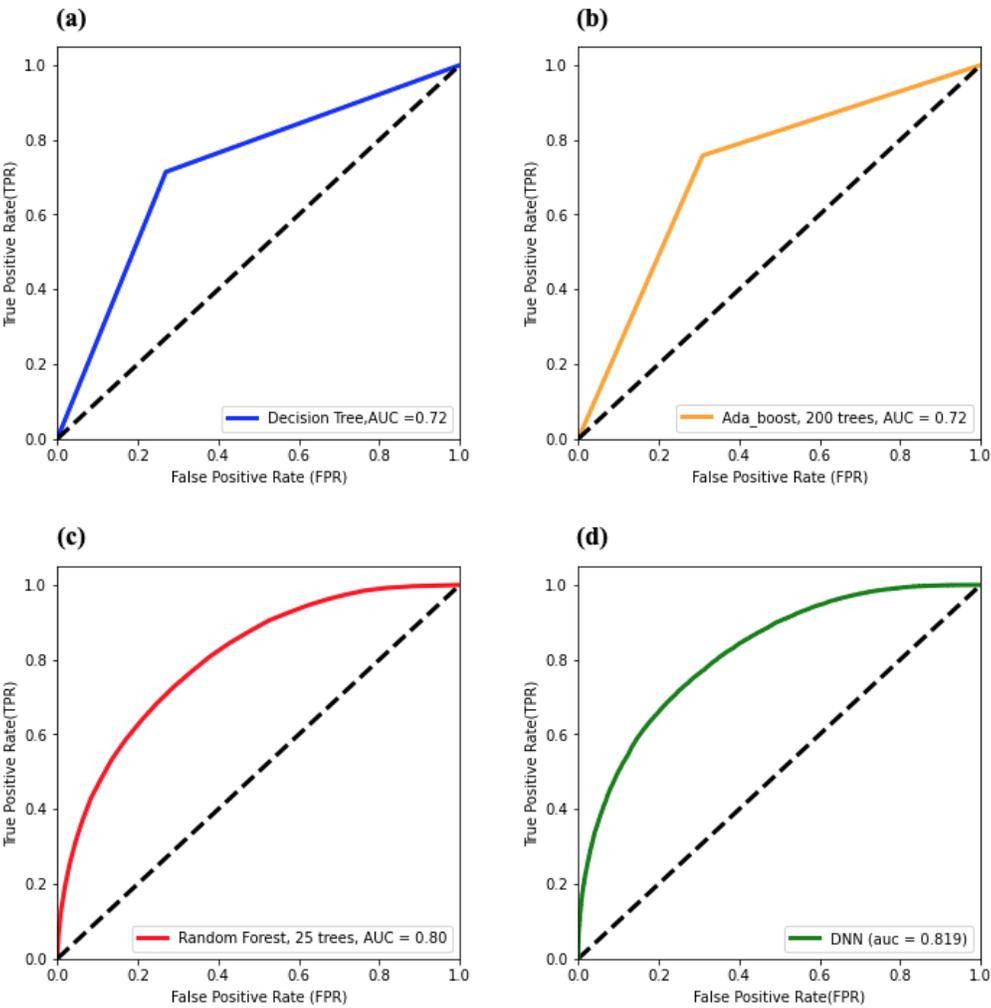 (a)
1.0
0.8
0.6
0.4
0.2
0.0
True Positive Rate(TPR)
Decision Tree,AUC =0.72
0.0 0.2 0.4 0.6 0.8 1.0
False Positive Rate (FPR)
(b)
1.0
0.8
0.6
0.4
0.2
0.0
True Positive Rate(TPR)
Ada_boost, 200 trees, AUC = 0.72
0.0 0.2 0.4 0.6 0.8 1.0
False Positive Rate (FPR)
(c)
1.0
0.8
0.6
0.4
0.2
0.0
True Positive Rate(TPR)
Random Forest, 25 trees, AUC = 0.80
0.0 0.2 0.4 0.6 0.8 1.0
False Positive Rate (FPR)
(d)
1.0
0.8
0.6
0.4
0.2
0.0
True Positive Rate(TPR)
DNN (auc = 0.819)
0.0 0.2 0.4 0.6 0.8 1.0
False Positive Rate(FPR)